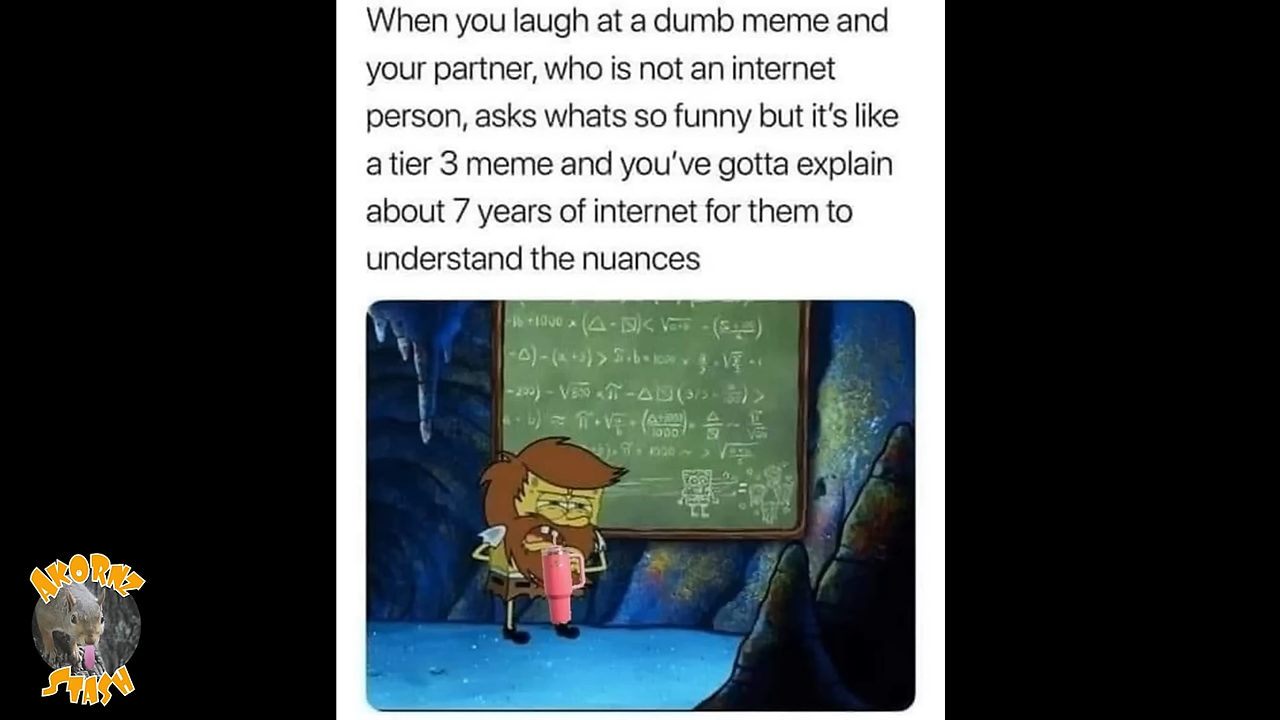 When you laugh at a dumb meme and
your partner, who is not an internet
person, asks whats so funny but it's like
a tier 3 meme and you've gotta explain
about 7 years of internet for them to
understand the nuances
AKORNZ
STASH